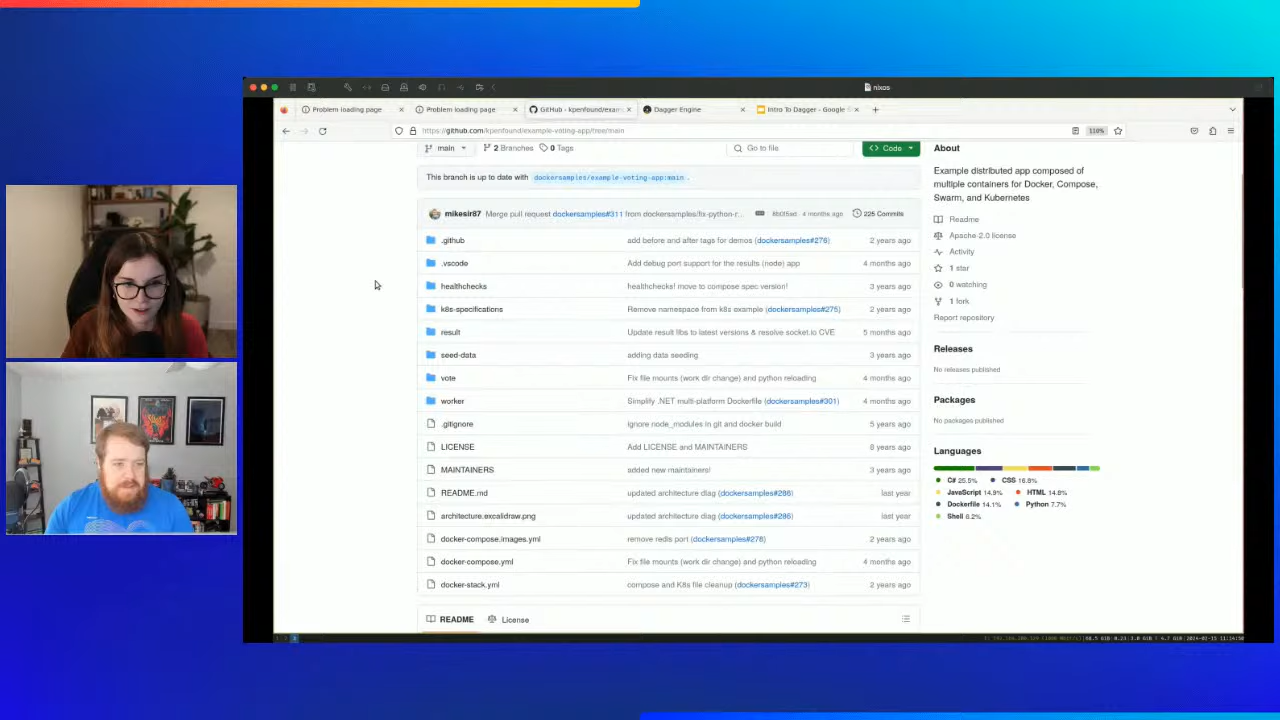 nixos
Problem loading page
Problem loading page
GitHub - kpenfound/exam
Dagger Engine
Intro To Dagger - Google S
https://github.com/kpenfound/example-voting-app/tree/main
110%
main
2 Branches
0 Tags
Go to file
Code
This branch is up to date with dockersamples/example-voting-app:main .
mikesir87 Merge pull request dockersamples#311 from dockersamples/fix-python-r... 4 months ago 225 Commits
.github add before and after tags for demos (dockersamples#276) 2 years ago
.vscode Add debug port support for the results (node) app 4 months ago
healthchecks healthchecks! move to compose spec version! 3 years ago
k8s-specifications Remove namespace from k8s example (dockersamples#275) 2 years ago
result Update result libs to latest versions & resolve socket.io CVE 5 months ago
seed-data adding data seeding 3 years ago
vote Fix file mounts (work dir change) and python reloading 4 months ago
worker Simplify .NET multi-platform Dockerfile (dockersamples#301) 4 months ago
.gitignore ignore node_modules in git and docker build 5 years ago
LICENSE Add LICENSE and MAINTAINERS 8 years ago
MAINTAINERS added new maintainers! 3 years ago
README.md updated architecture diag (dockersamples#286) last year
architecture.excalidraw.png updated architecture diag (dockersamples#286) last year
docker-compose.images.yml remove redis port (dockersamples#278) 2 years ago
docker-compose.yml Fix file mounts (work dir change) and python reloading 4 months ago
docker-stack.yml compose and K8s file cleanup (dockersamples#273) 2 years ago
README
License
About
Example distributed app composed of
multiple containers for Docker, Compose,
Swarm, and Kubernetes
Readme
Apache-2.0 license
Activity
1 star
0 watching
1 fork
Report repository
Releases
No releases published
Packages
No packages published
Languages
C# 25.5% CSS 16.8%
JavaScript 14.9% HTML 14.8%
Dockerfile 14.1% Python 7.7%
Shell 6.2%